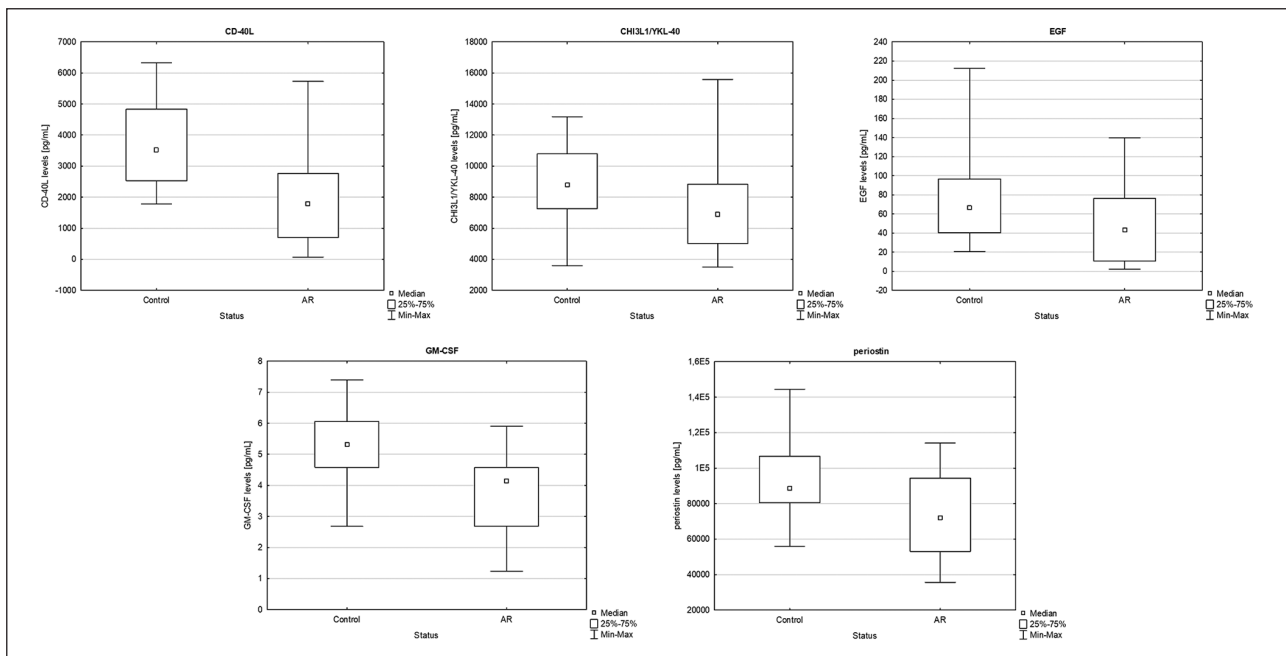 CD-40L
CD-40L levels [pg/mL]
7000
6000
5000
4000
3000
2000
1000
0
-1000
Control
AR
Status
Median
25%-75%
Min-Max
CHI3L1/YKL-40
CHI3L1/YKL-40 levels [pg/mL]
18000
16000
14000
12000
10000
8000
6000
4000
2000
Control
AR
Status
Median
25%-75%
Min-Max
EGF
EGF levels [pg/mL]
240
220
200
180
160
140
120
100
80
60
40
20
0
-20
Control
AR
Status
Median
25%-75%
Min-Max
GM-CSF
GM-CSF levels [pg/mL]
8
7
6
5
4
3
2
1
0
Control
AR
Status
Median
25%-75%
Min-Max
periostin
periostin levels [pg/mL]
1,6E5
1,4E5
1,2E5
1E5
80000
60000
40000
20000
Control
AR
Status
Median
25%-75%
Min-Max